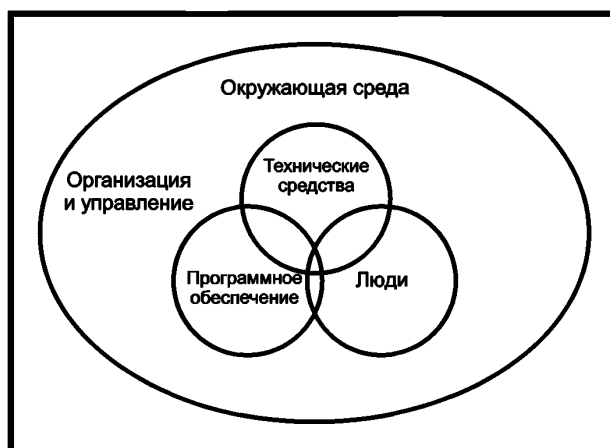 Окружающая среда
Технические
средства
Организация
и управление
Программное
обеспечение
Люди